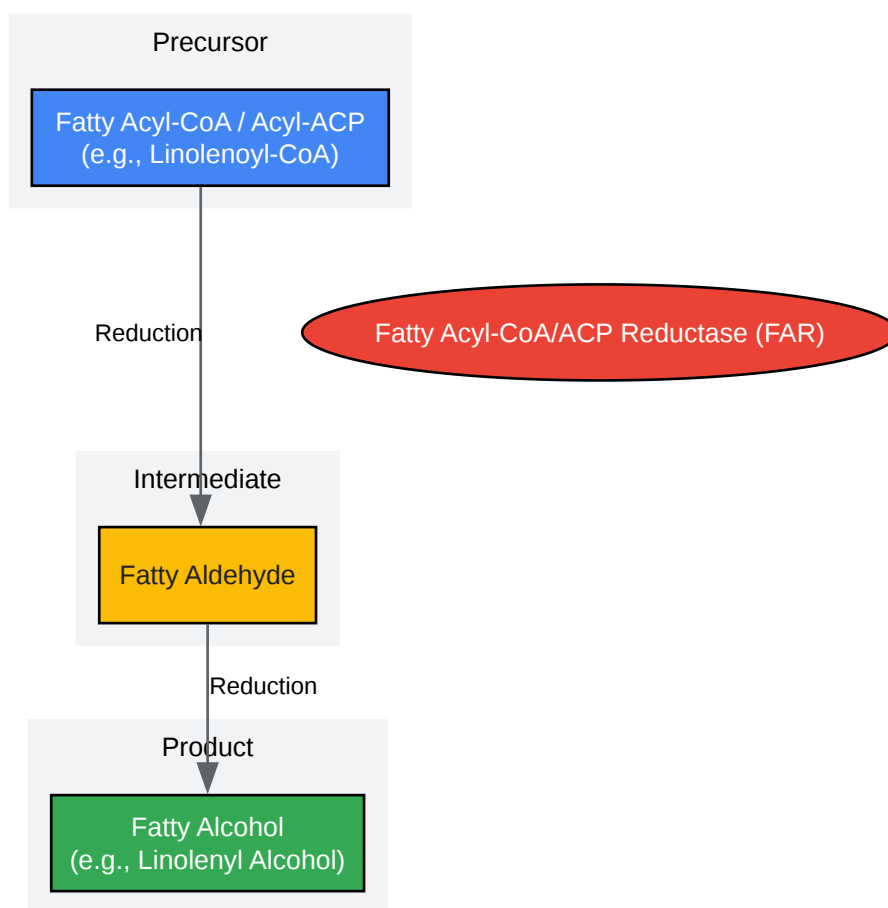 Precursor
Fatty Acyl-CoA / Acyl-ACP
(e.g., Linolenoyl-CoA)
Reduction
Fatty Acyl-CoA/ACP Reductase (FAR)
Intermediate
Fatty Aldehyde
Reduction
Product
Fatty Alcohol
(e.g., Linolenyl Alcohol)